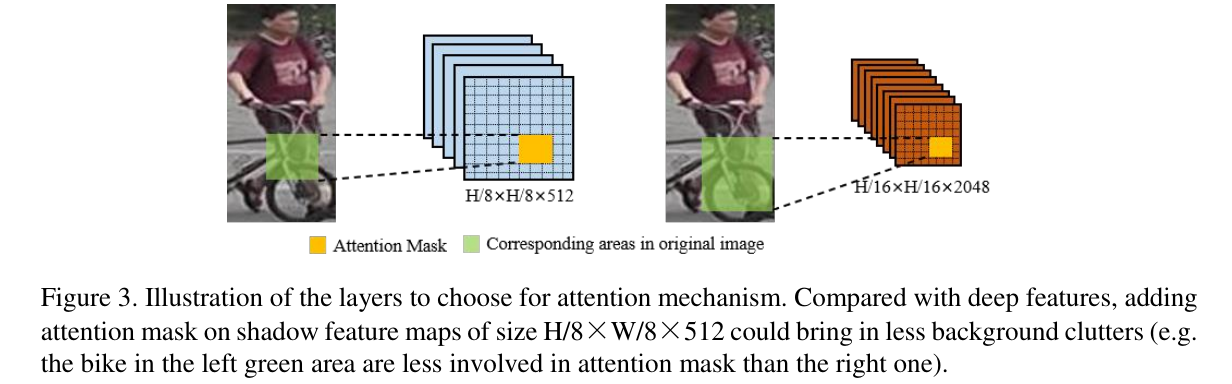 H/8×H/8×512
H/16×H/16×2048
Attention Mask
Corresponding areas in original image
Figure 3. Illustration of the layers to choose for attention mechanism. Compared with deep features, adding
attention mask on shadow feature maps of size H/8×W/8×512 could bring in less background clutters (e.g.
the bike in the left green area are less involved in attention mask than the right one).